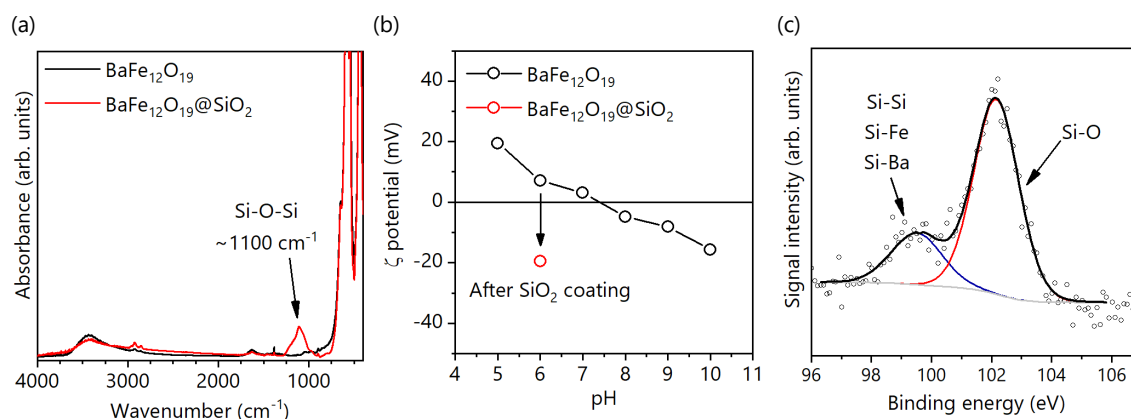 (a)
BaFe₁₂O₁₉
BaFe₁₂O₁₉@SiO₂
Si-O-Si
~1100 cm⁻¹
Absorbance (arb. units)
4000 3000 2000 1000
Wavenumber (cm⁻¹)
(b)
BaFe₁₂O₁₉
BaFe₁₂O₁₉@SiO₂
After SiO₂ coating
ζ potential (mV)
40
20
0
-20
-40
4 5 6 7 8 9 10 11
pH
(c)
Si-Si
Si-Fe
Si-Ba
Si-O
Signal intensity (arb. units)
96 98 100 102 104 106
Binding energy (eV)